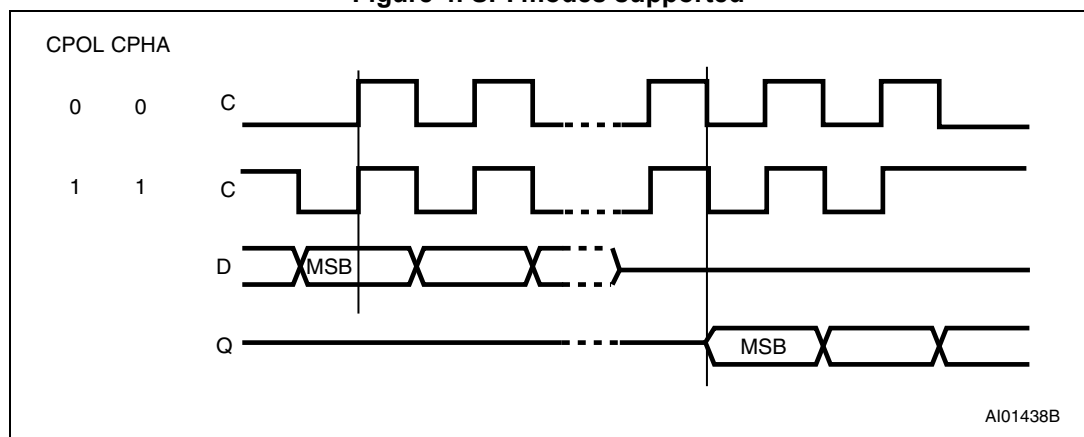 Figure 4. SPI modes supported
CPOL CPHA
0 0 C
1 1 C
D MSB
Q MSB
AI01438B